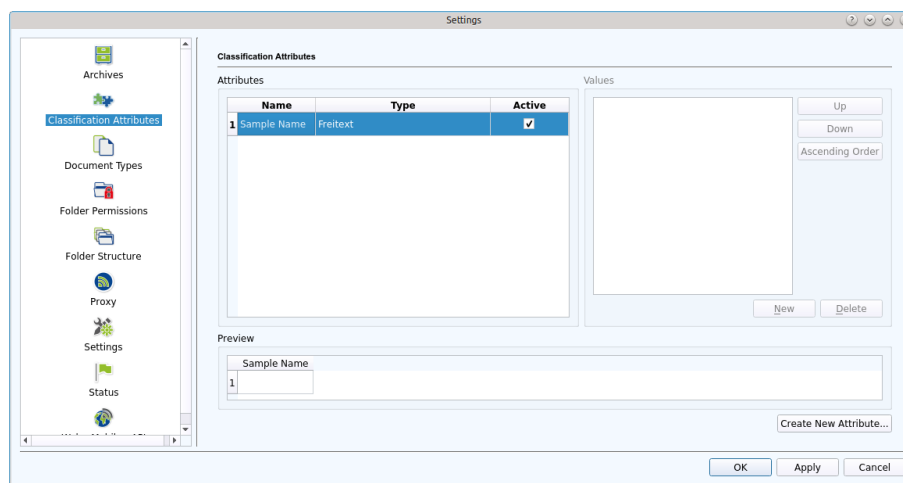 Settings
Archives
Classification Attributes
Document Types
Folder Permissions
Folder Structure
Proxy
Settings
Status
Classification Attributes
Attributes
Name Type Active
1 Sample Name Freitext
Values
Up
Down
Ascending Order
New Delete
Preview
Sample Name
1
Create New Attribute...
OK Apply Cancel